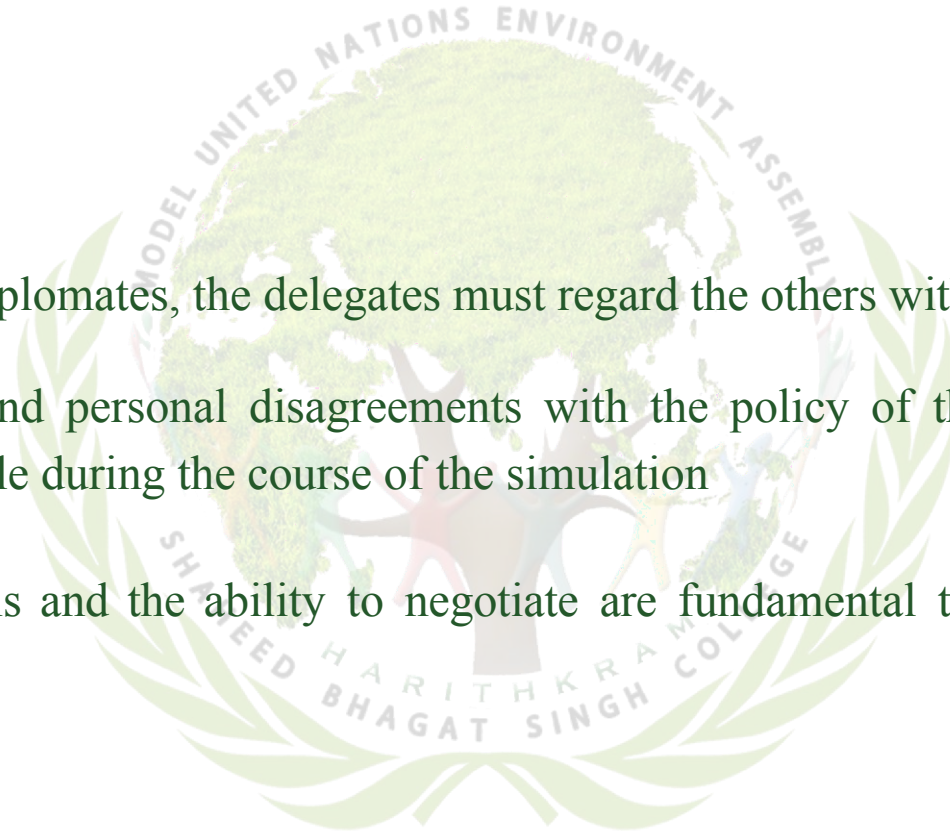 MODEL UNITED NATIONS ENVIRONMENT ASSEMBLY
plomates, the delegates must regard the others wit
nd personal disagreements with the policy of t
le during the course of the simulation
ls and the ability to negotiate are fundamental t
HARITHKRAM
SHAHEED BHAGAT SINGH COLLEGE